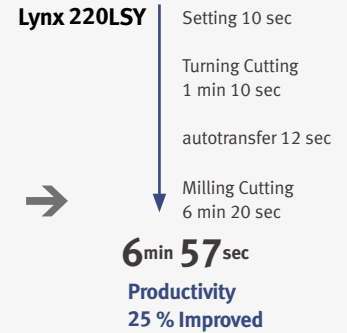 Lynx 220LSY
Setting 10 sec
Turning Cutting
1 min 10 sec
autotransfer 12 sec
Milling Cutting
6 min 20 sec
6min 57sec
Productivity
25 % Improved